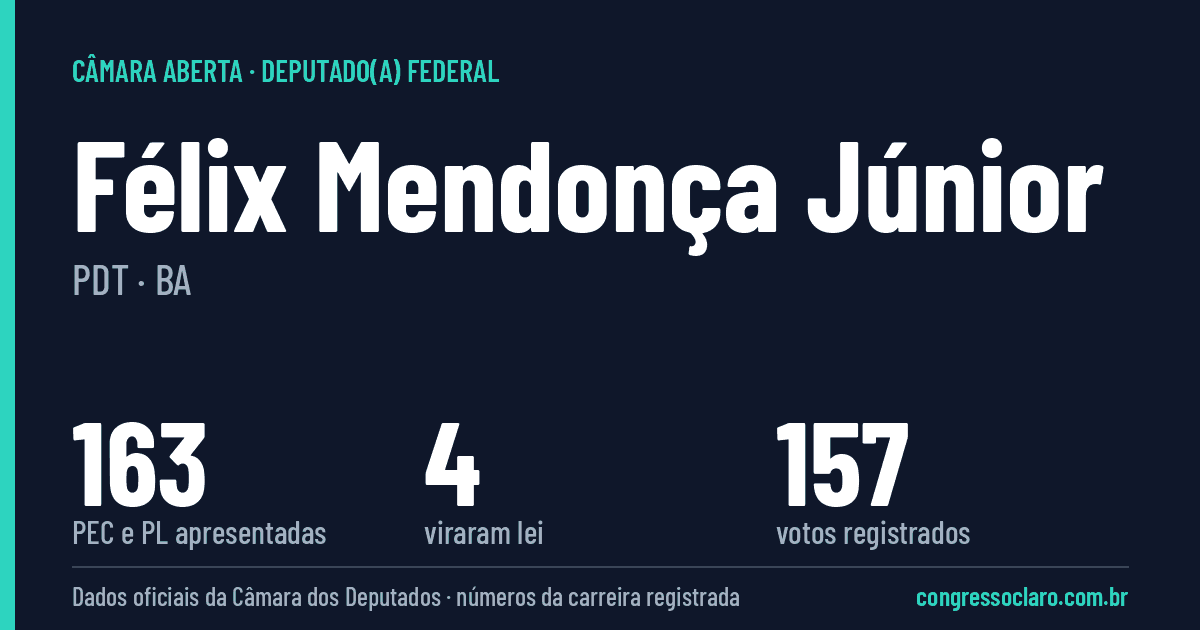 CÂMARA ABERTA · DEPUTADO(A) FEDERAL
Félix Mendonça Júnior
PDT · BA
163 4 157
PEC e PL apresentadas viraram lei votos registrados
Dados oficiais da Câmara dos Deputados · números da carreira registrada congressoclaro.com.br